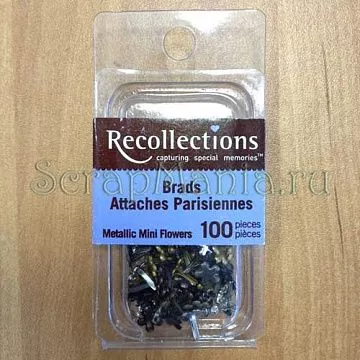 Recollections
capturing special memories™
ScrapMania.ru
Brads
Attaches Parisiennes
Metallic Mini Flowers 100 pieces
pièces